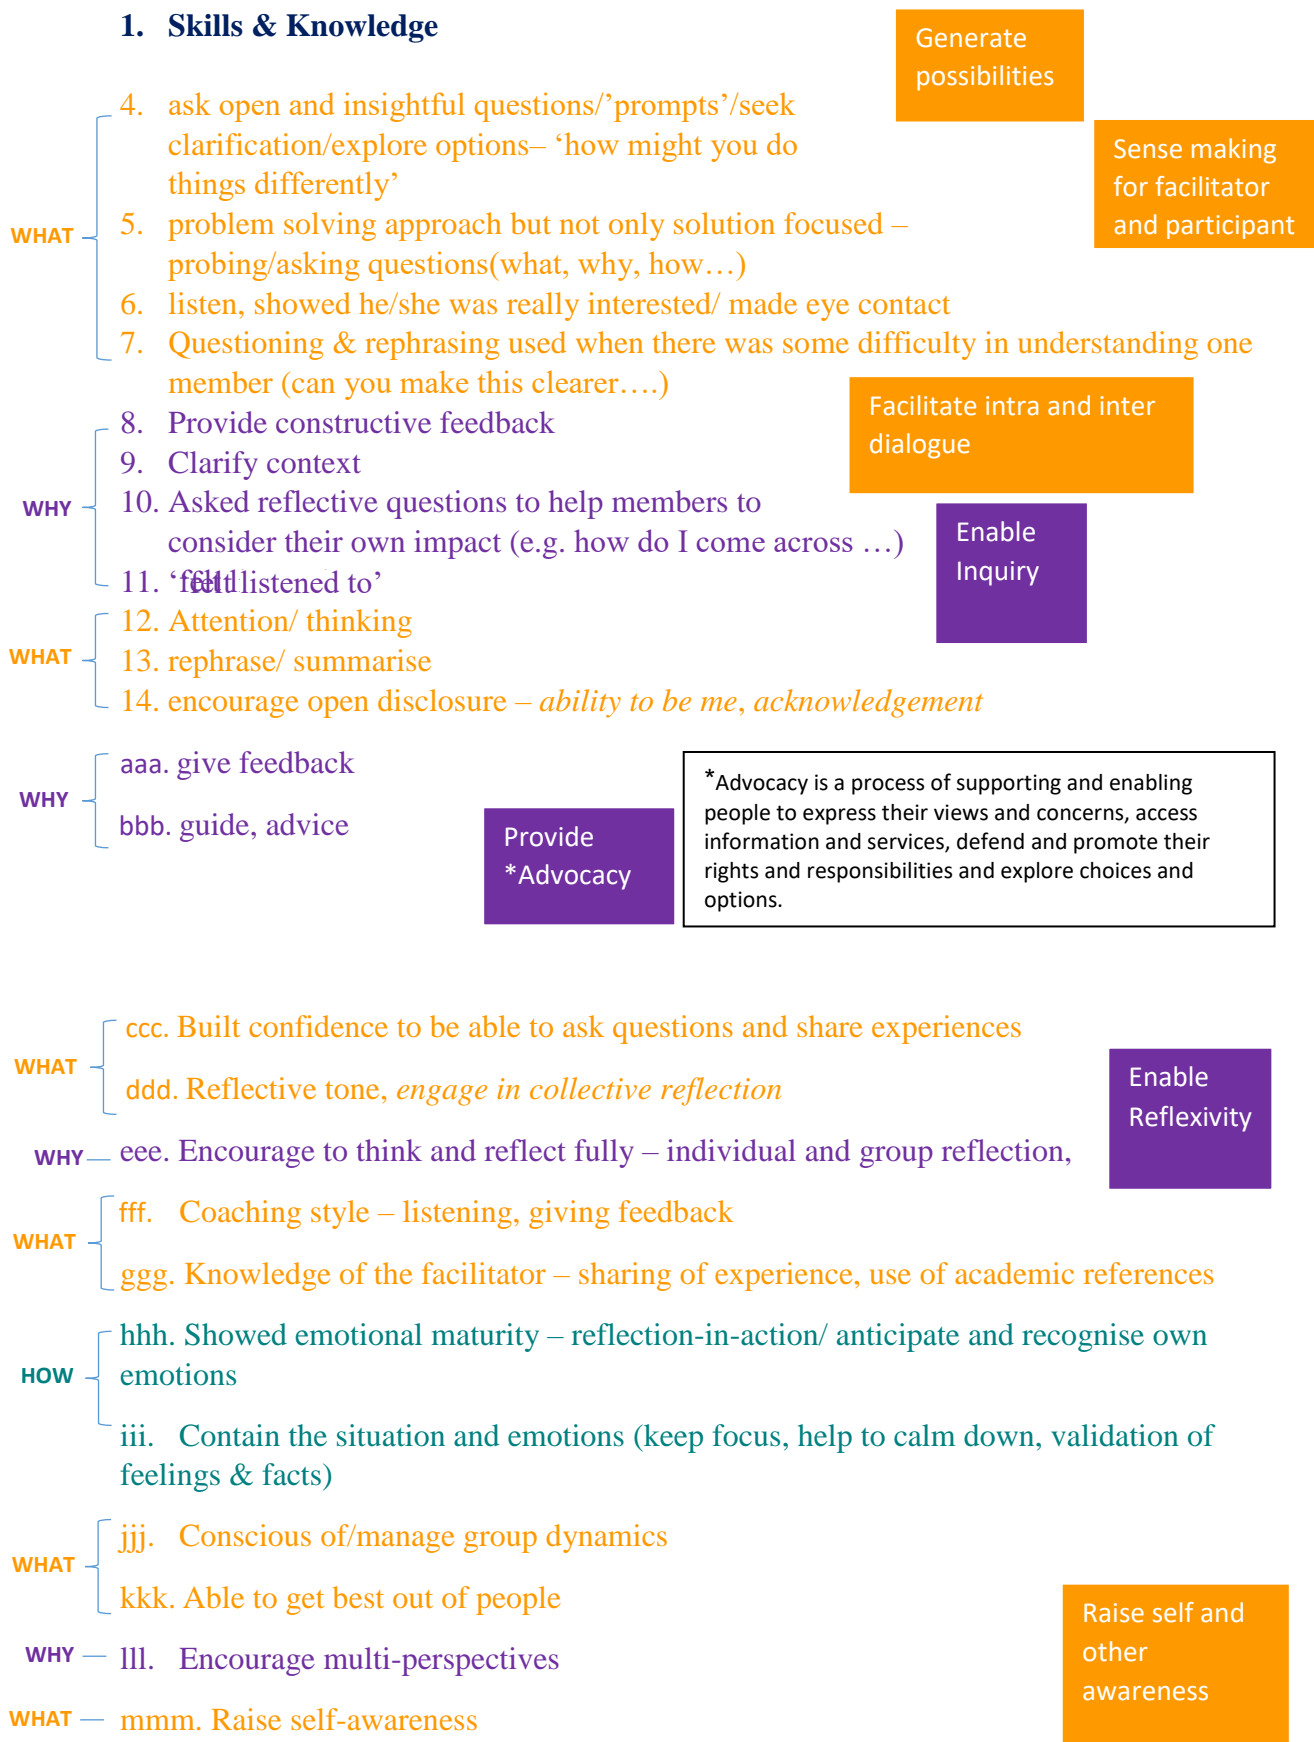 1. Skills & Knowledge
Generate
possibilities
4. ask open and insightful questions/’prompts’/seek
clarification/explore options– ‘how might you do
things differently’
Sense making
for facilitator
and participant
WHAT
5. problem solving approach but not only solution focused –
probing/asking questions(what, why, how…)
6. listen, showed he/she was really interested/ made eye contact
7. Questioning & rephrasing used when there was some difficulty in understanding one
member (can you make this clearer….)
Facilitate intra and inter
dialogue
8. Provide constructive feedback
9. Clarify context
WHY
10. Asked reflective questions to help members to
consider their own impact (e.g. how do I come across …)
11. ‘felt listened to’
Enable
Inquiry
12. Attention/ thinking
WHAT
13. rephrase/ summarise
14. encourage open disclosure – ability to be me, acknowledgement
aaa. give feedback
WHY
bbb. guide, advice
Provide
*Advocacy
*Advocacy is a process of supporting and enabling
people to express their views and concerns, access
information and services, defend and promote their
rights and responsibilities and explore choices and
options.
ccc. Built confidence to be able to ask questions and share experiences
WHAT
ddd. Reflective tone, engage in collective reflection
Enable
Reflexivity
WHY
eee. Encourage to think and reflect fully – individual and group reflection,
fff. Coaching style – listening, giving feedback
WHAT
ggg. Knowledge of the facilitator – sharing of experience, use of academic references
hhh. Showed emotional maturity – reflection-in-action/ anticipate and recognise own
emotions
HOW
iii. Contain the situation and emotions (keep focus, help to calm down, validation of
feelings & facts)
jjj. Conscious of/manage group dynamics
WHAT
kkk. Able to get best out of people
Raise self and
other
awareness
WHY
lll. Encourage multi-perspectives
WHAT
mmm. Raise self-awareness